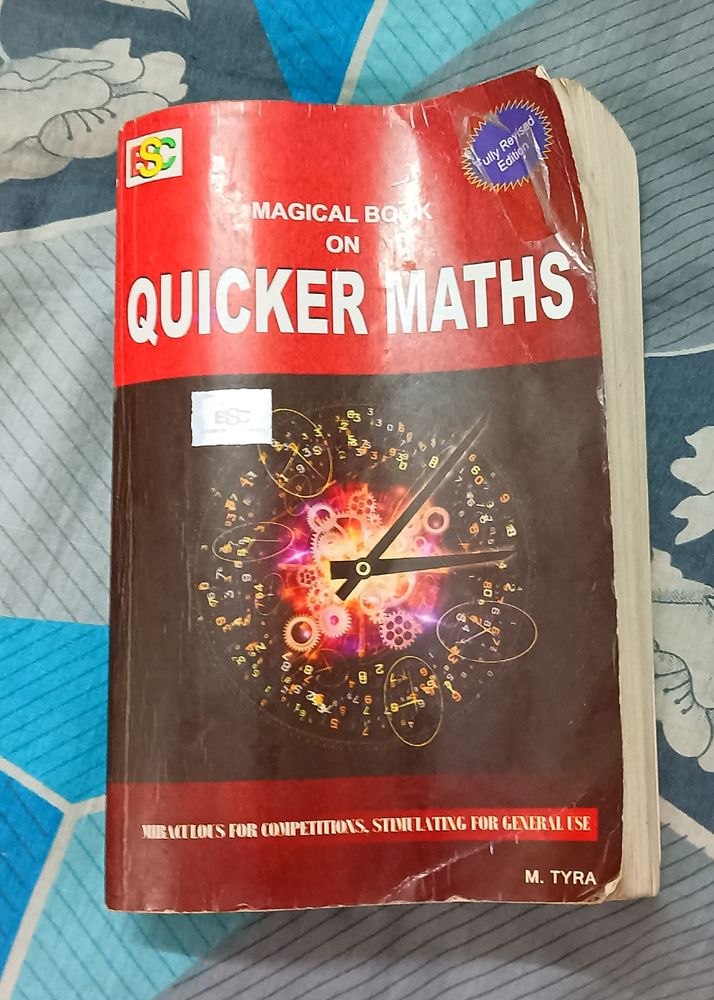 BSC
Fully Revised
Edition
MAGICAL BOOK
ON
QUICKER MATHS
BSC
MIRACULOUS FOR COMPETITIONS, STIMULATING FOR GENERAL USE
M. TYRA